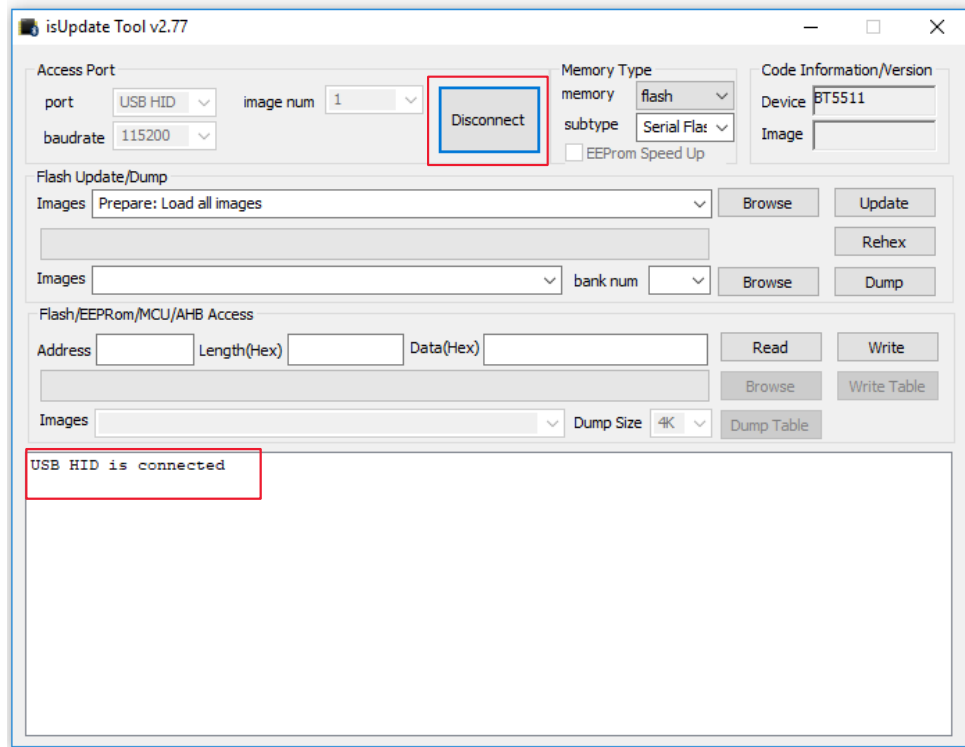 isUpdate Tool v2.77
Access Port
Memory Type
Code Information/Version
port USB HID image num 1
Disconnect
memory flash
Device BT5511
baudrate 115200
subtype Serial Flas
Image
EEProm Speed Up
Flash Update/Dump
Images Prepare: Load all images Browse Update
Rehex
Images bank num Browse Dump
Flash/EEPRom/MCU/AHB Access
Address Length(Hex) Data(Hex) Read Write
Browse Write Table
Images Dump Size 4K Dump Table
USB HID is connected